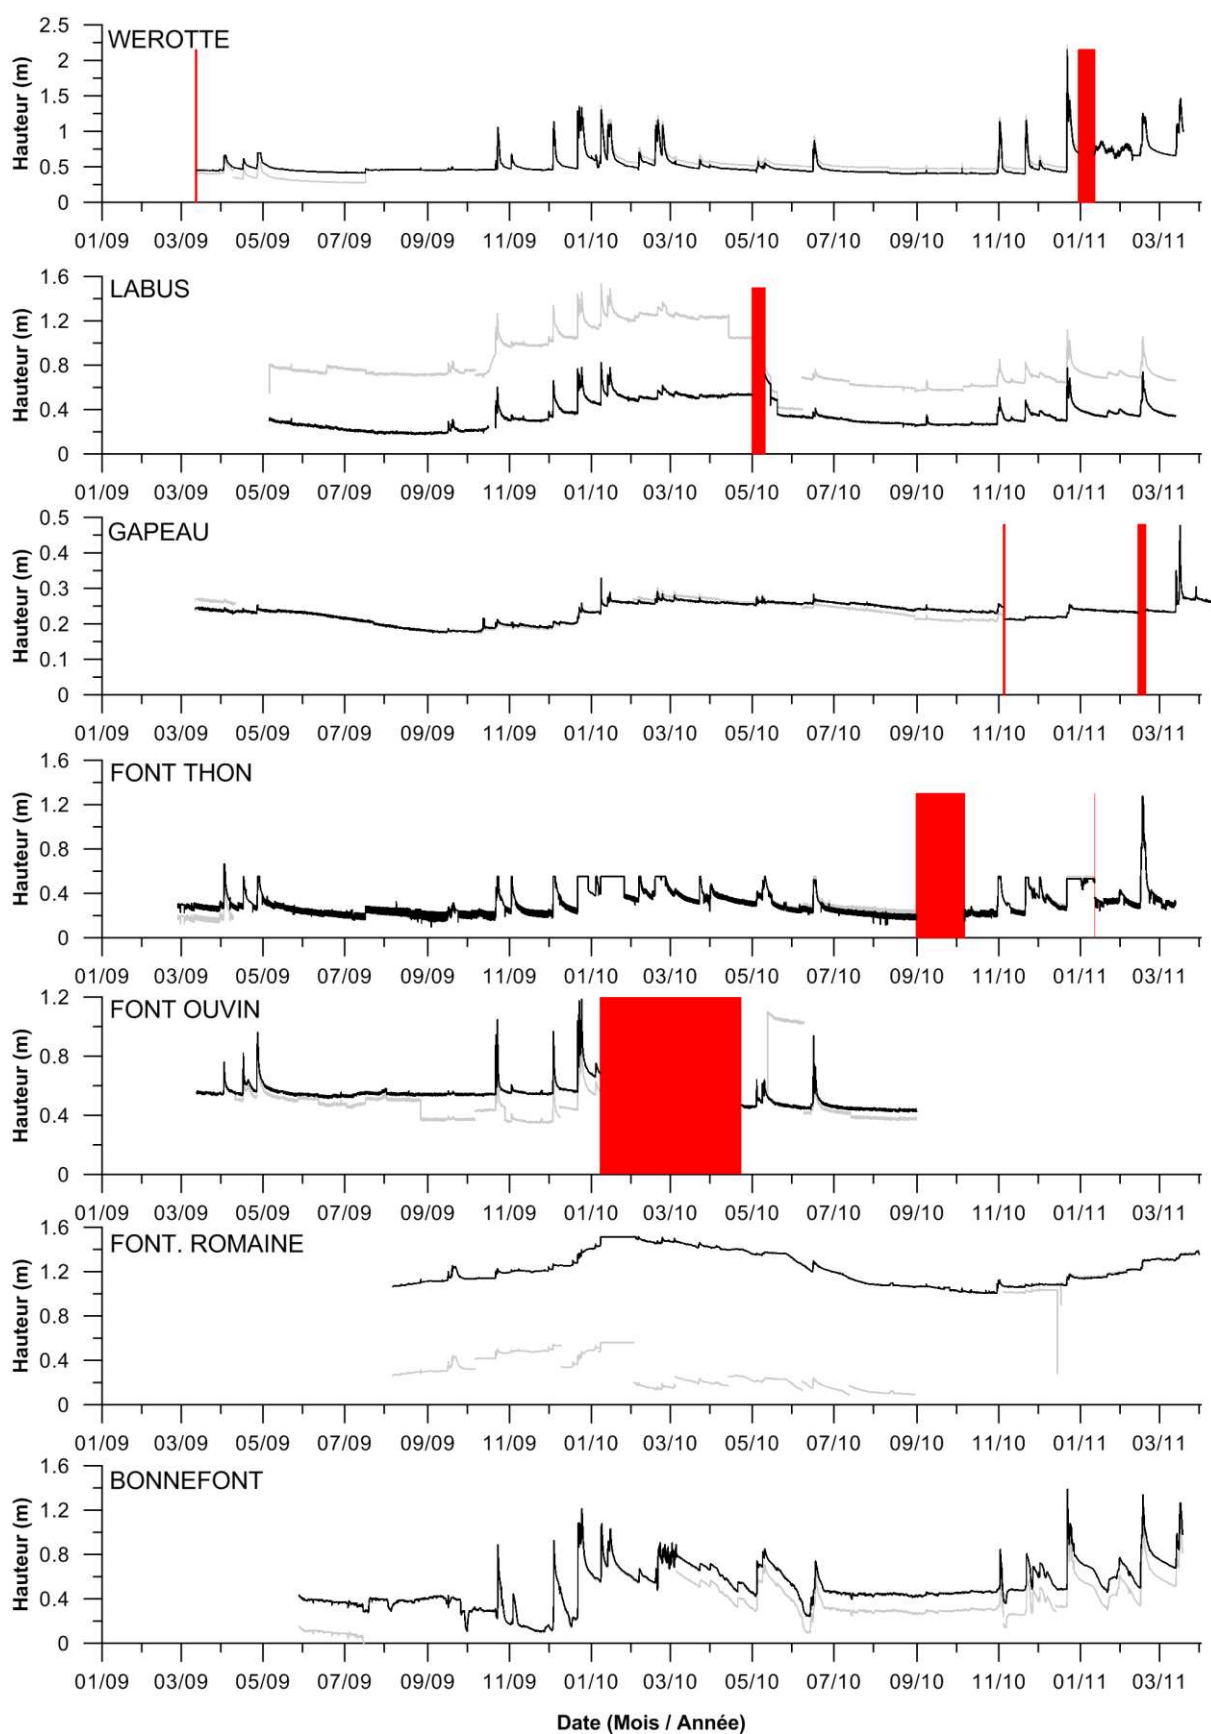 WEROTTE
Hauteur (m)
2.5
2
1.5
1
0.5
0
01/09 03/09 05/09 07/09 09/09 11/09 01/10 03/10 05/10 07/10 09/10 11/10 01/11 03/11
LABUS
Hauteur (m)
1.6
1.2
0.8
0.4
0
01/09 03/09 05/09 07/09 09/09 11/09 01/10 03/10 05/10 07/10 09/10 11/10 01/11 03/11
GAPEAU
Hauteur (m)
0.5
0.4
0.3
0.2
0.1
0
01/09 03/09 05/09 07/09 09/09 11/09 01/10 03/10 05/10 07/10 09/10 11/10 01/11 03/11
FONT THON
Hauteur (m)
1.6
1.2
0.8
0.4
0
01/09 03/09 05/09 07/09 09/09 11/09 01/10 03/10 05/10 07/10 09/10 11/10 01/11 03/11
FONT OUVIN
Hauteur (m)
1.2
0.8
0.4
0
01/09 03/09 05/09 07/09 09/09 11/09 01/10 03/10 05/10 07/10 09/10 11/10 01/11 03/11
FONT. ROMAINE
Hauteur (m)
1.6
1.2
0.8
0.4
0
01/09 03/09 05/09 07/09 09/09 11/09 01/10 03/10 05/10 07/10 09/10 11/10 01/11 03/11
BONNEFONT
Hauteur (m)
1.6
1.2
0.8
0.4
0
01/09 03/09 05/09 07/09 09/09 11/09 01/10 03/10 05/10 07/10 09/10 11/10 01/11 03/11
Date (Mois / Année)